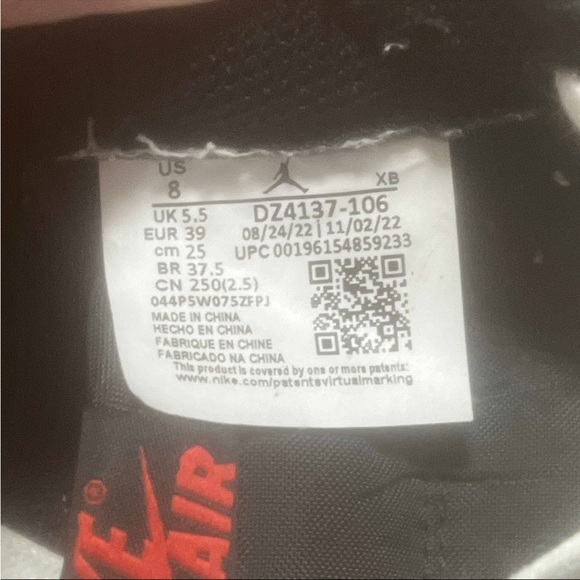 US
8
XB
UK 5.5
DZ4137-106
EUR 39
08/24/22 | 11/02/22
cm 25
UPC 00196154859233
BR 37.5
CN 250(2.5)
044P5W075ZFPJ
MADE IN CHINA
HECHO EN CHINA
FABRIQUE EN CHINE
FABRICADO NA CHINA
This product is covered by one or more patents:
www.nike.com/patentsvirtualmarking
®
AIR